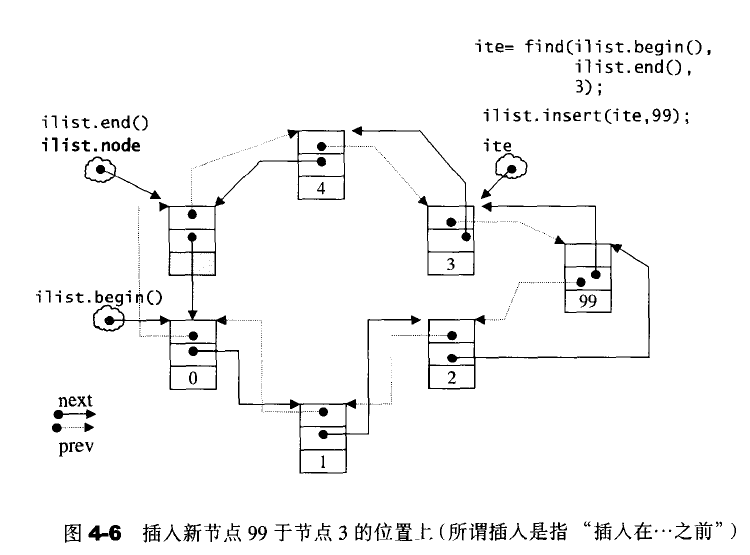 ite= find(ilist.begin(),
ilist.end(),
3);
ilist.insert(ite,99);
ilist.end()
ilist.node
ite
4
3
99
ilist.begin()
0
2
1
next
prev
图 4-6 插入新节点 99 于节点 3 的位置上(所谓插入是指 “插入在…之前”)